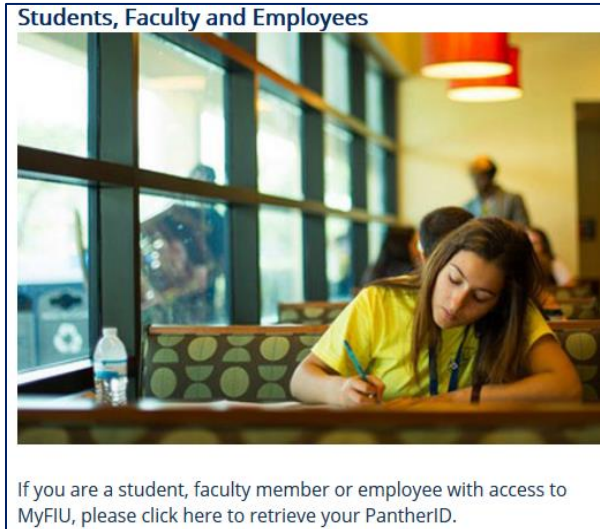 Students, Faculty and Employees
If you are a student, faculty member or employee with access to
MyFIU, please click here to retrieve your PantherID.